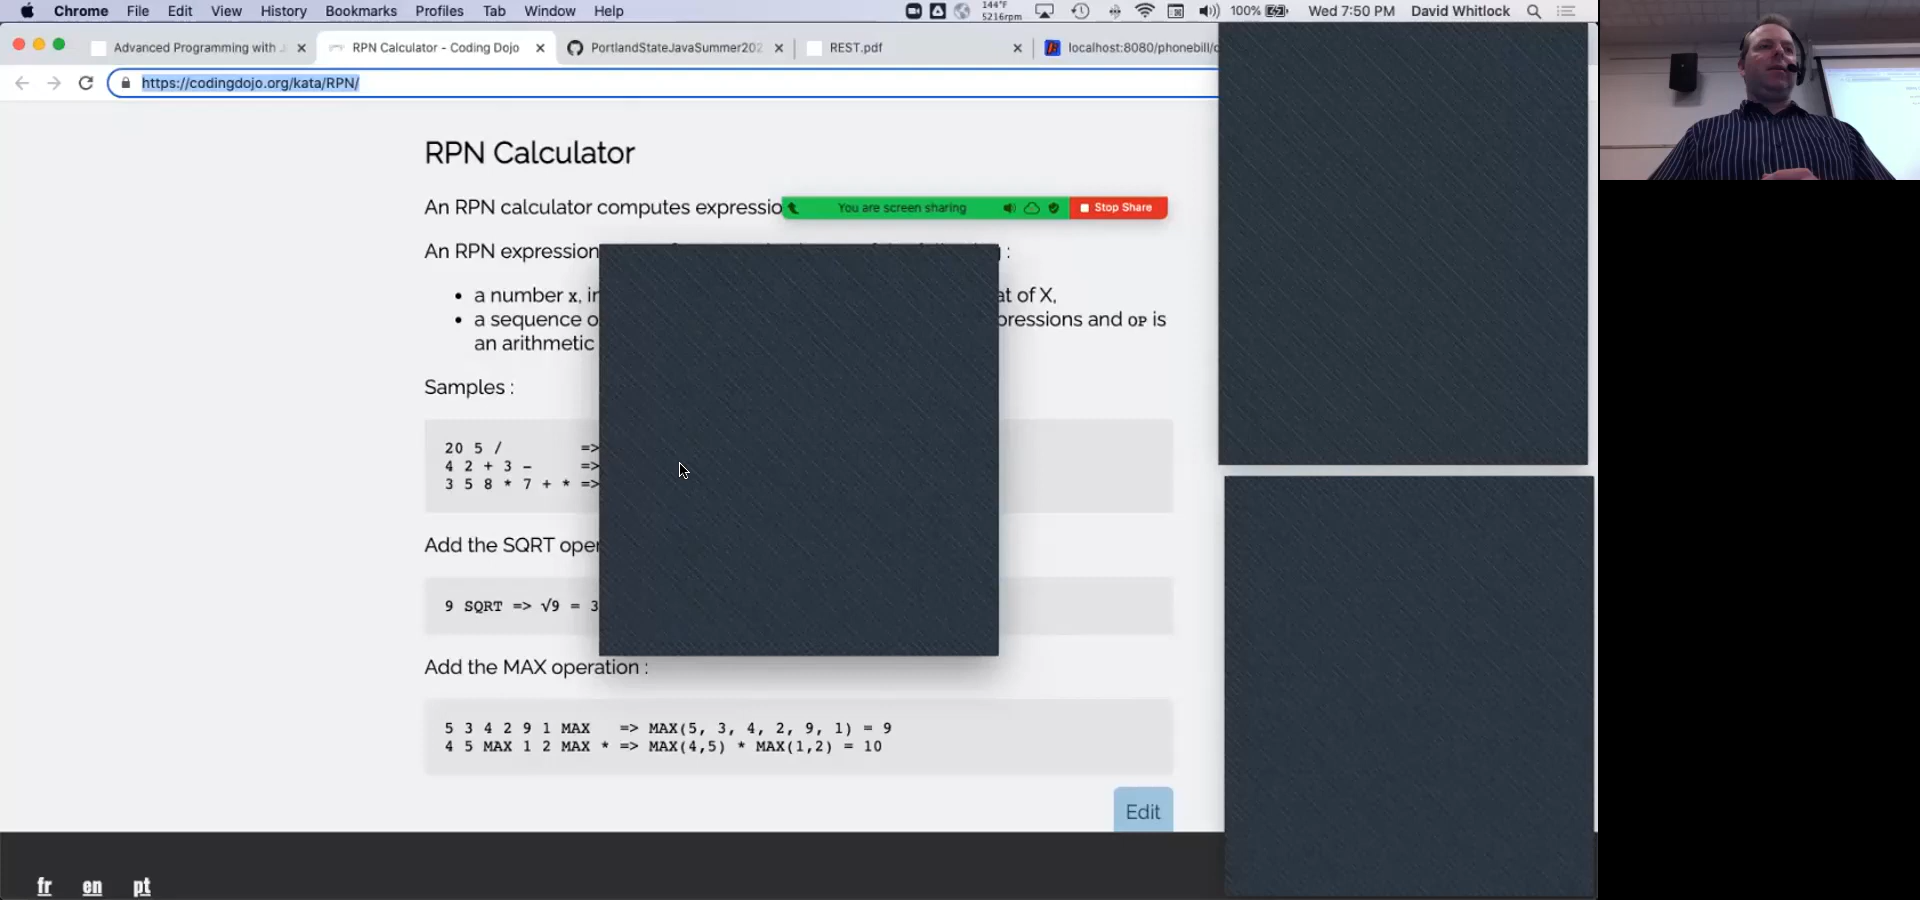 Chrome File Edit View History Bookmarks Profiles Tab Window Help 144°F 5216rpm 100% Wed 7:50 PM David Whitlock
Advanced Programming with
RPN Calculator - Coding Dojo
PortlandStateJavaSummer202
REST.pdf
localhost:8080/phonebill/
https://codingdojo.org/kata/RPN/
RPN Calculator
An RPN calculator computes expressio
You are screen sharing
Stop Share
An RPN expression :
• a number x, at of X,
• a sequence OP is
an arithmetic
Samples :
20 5 / =>
4 2 + 3 - =>
3 5 8 * 7 + * =>
Add the SQRT oper
9 SQRT => √9 = 3
Add the MAX operation :
5 3 4 2 9 1 MAX => MAX(5, 3, 4, 2, 9, 1) = 9
4 5 MAX 1 2 MAX * => MAX(4,5) * MAX(1,2) = 10
Edit
fr en pt